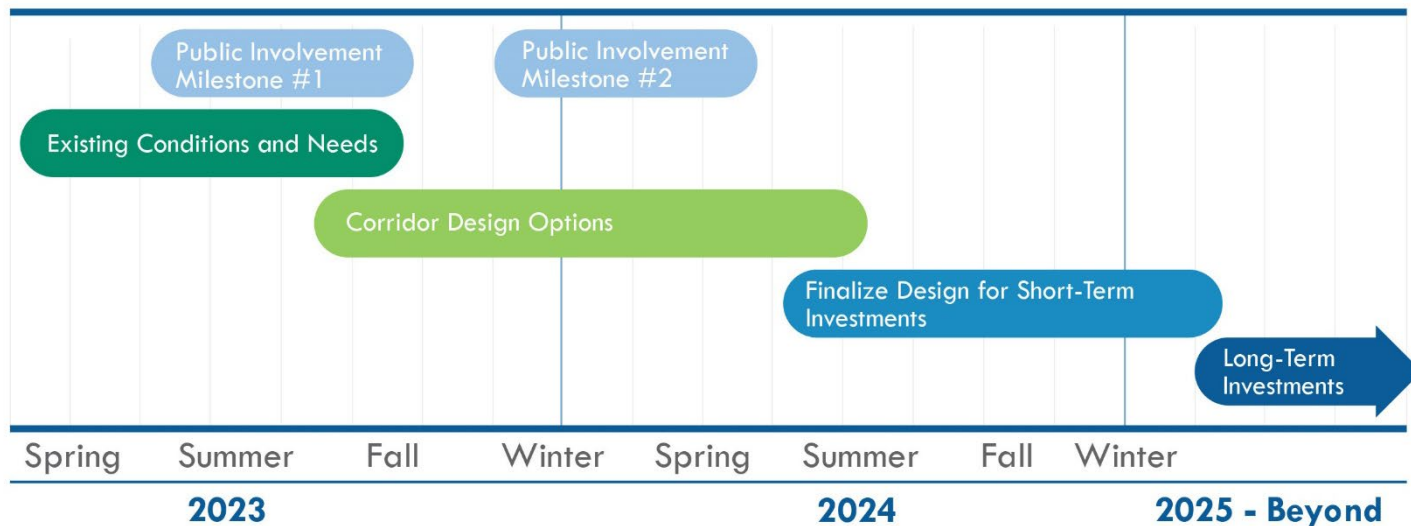 Public Involvement
Milestone #1
Public Involvement
Milestone #2
Existing Conditions and Needs
Corridor Design Options
Finalize Design for Short-Term
Investments
Long-Term
Investments
Spring Summer Fall Winter Spring Summer Fall Winter
2023 2024 2025 - Beyond